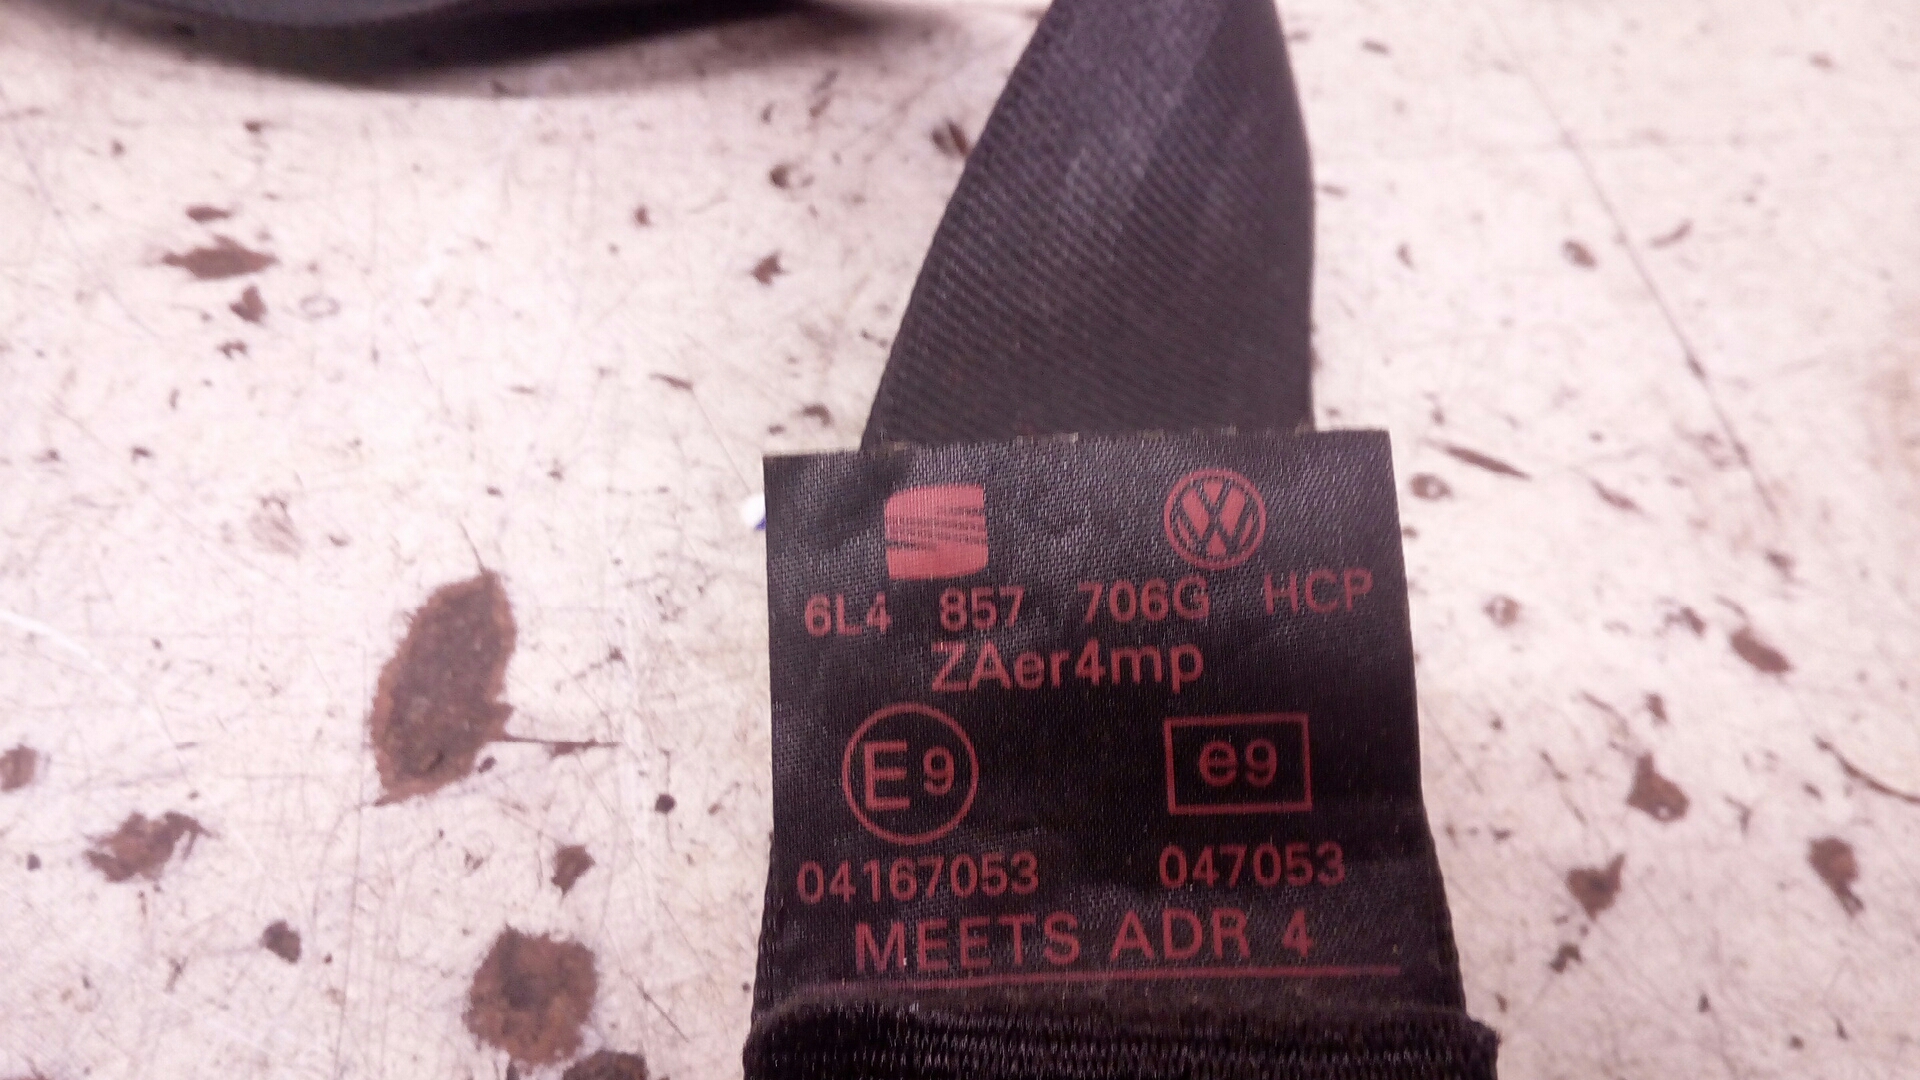 6L4 857 706G HCP
ZAer4mp
E9 e9
04167053 047053
MEETS ADR 4